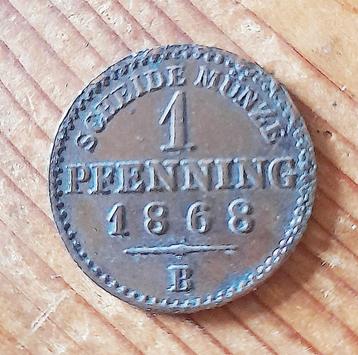 SCHEIDE MÜNZE
1
PFENNING
1868
B